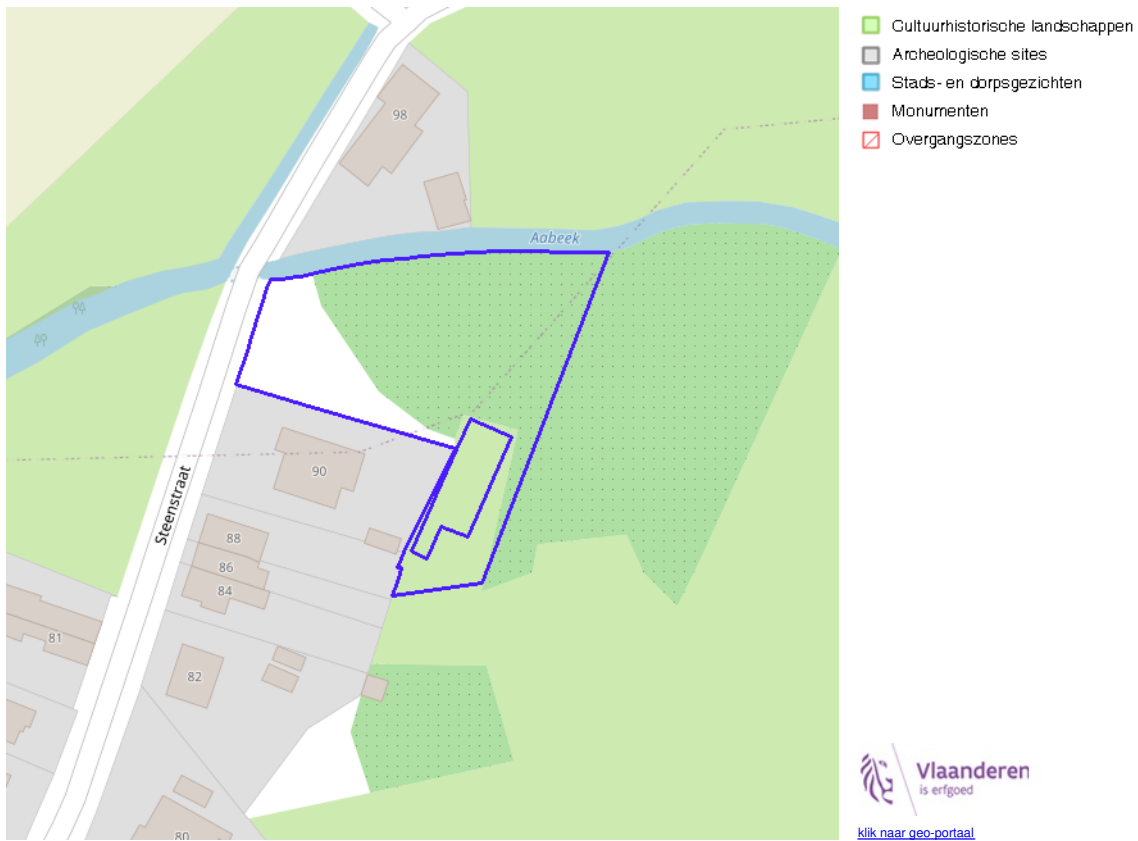 98
Aabeek
90
Steenstraat
88
86
84
81
82
80
Cultuurhistorische landschappen
Archeologische sites
Stads- en dorpsgezichten
Monumenten
Overgangszones
Vlaanderen
is erfgoed
klik naar geo-portaal